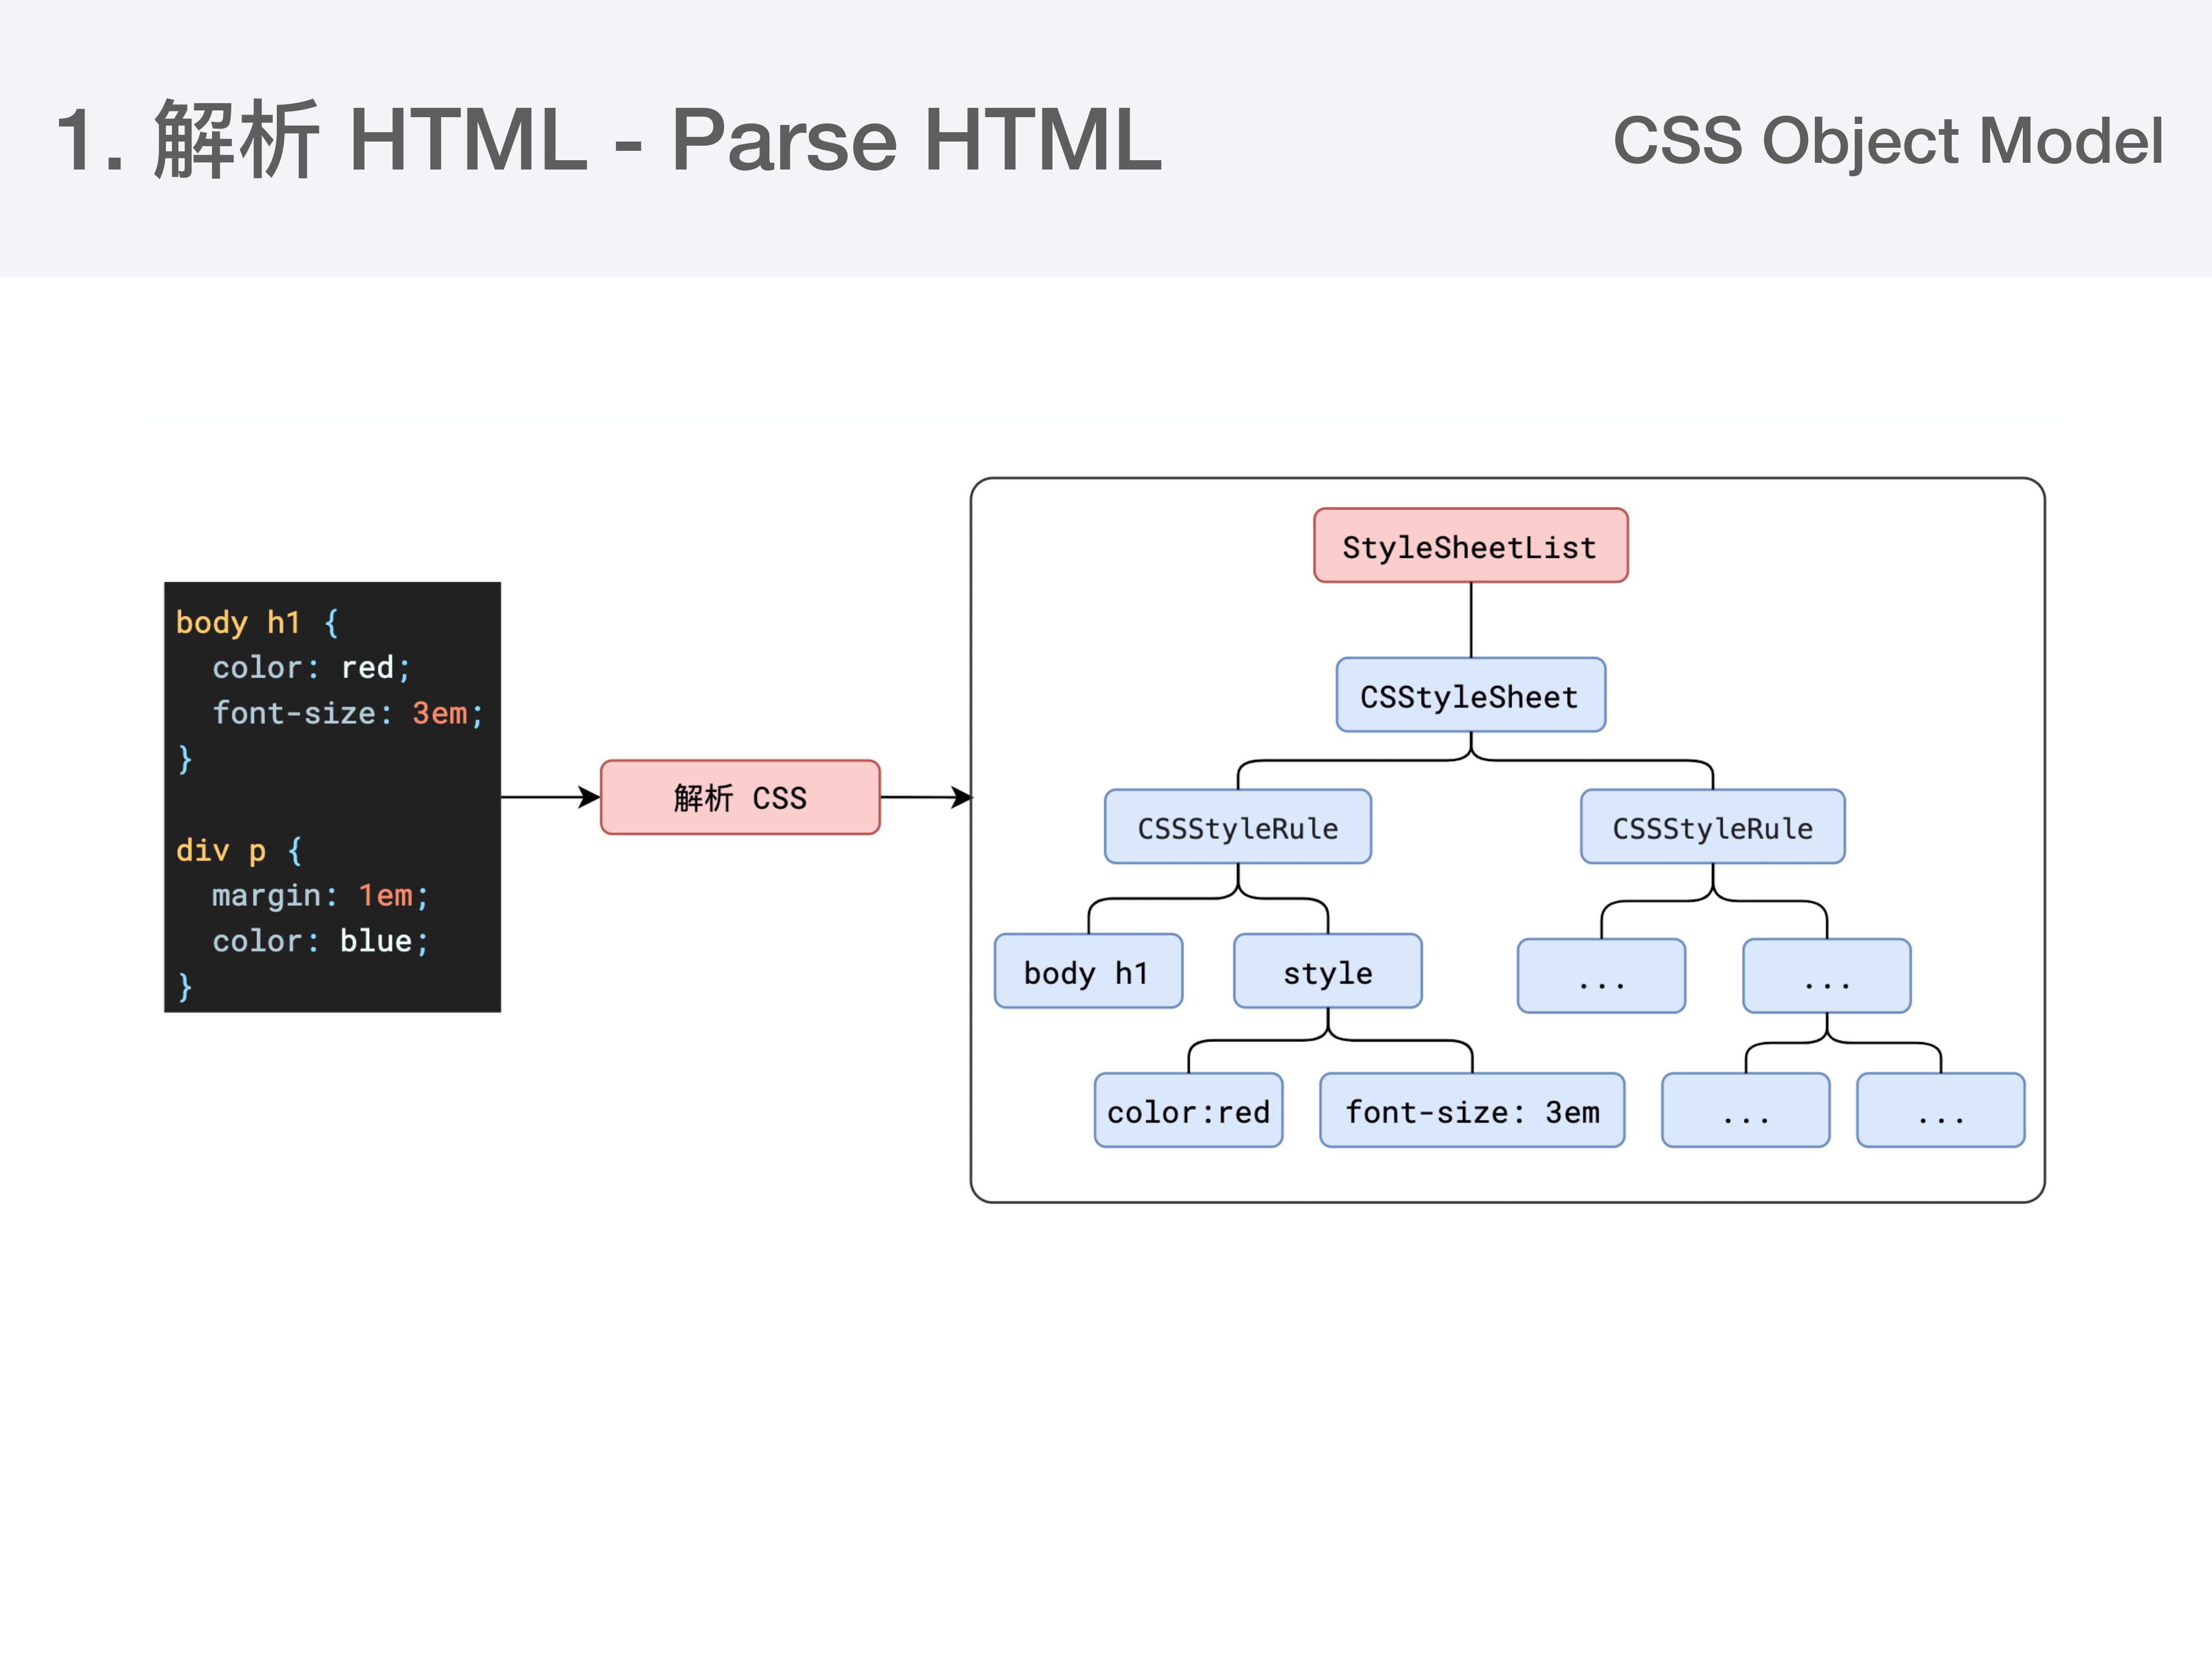 1. 解析 HTML - Parse HTML
CSS Object Model
body h1 {
color: red;
font-size: 3em;
}
div p {
margin: 1em;
color: blue;
}
解析 CSS
StyleSheetList
CSStyleSheet
CSSStyleRule
CSSStyleRule
body h1
style
...
...
color:red
font-size: 3em
...
...